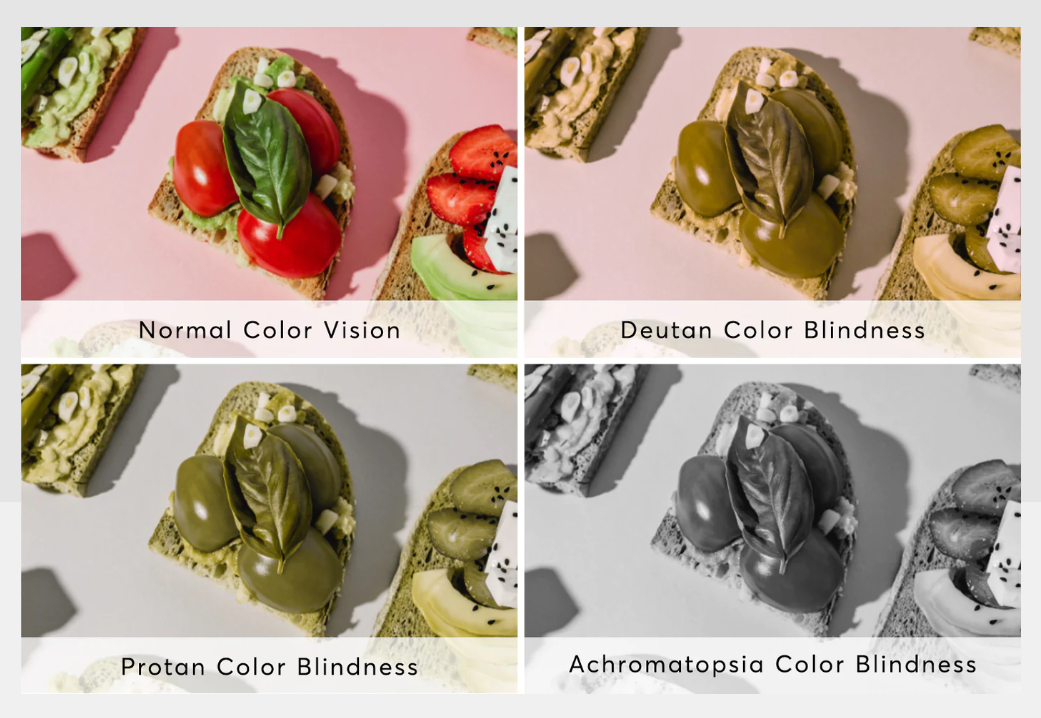 Normal Color Vision
Deutan Color Blindness
Protan Color Blindness
Achromatopsia Color Blindness